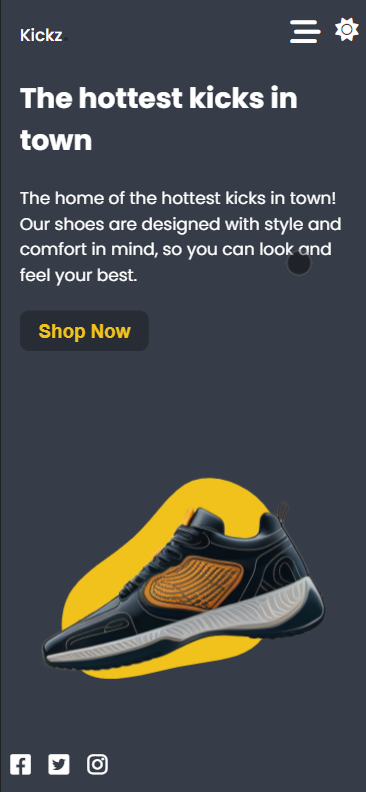 Kickz
The hottest kicks in
town
The home of the hottest kicks in town!
Our shoes are designed with style and
comfort in mind, so you can look and
feel your best.
Shop Now